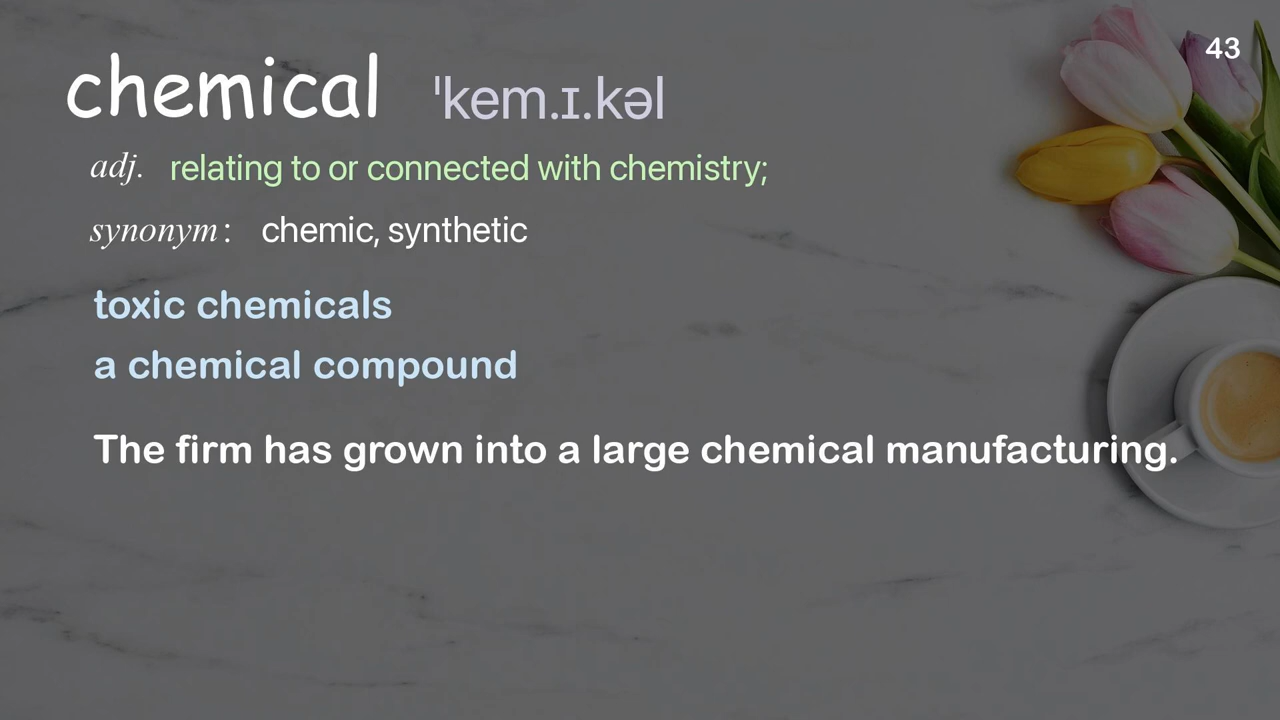 43
chemical ˈkem.ɪ.kəl
adj. relating to or connected with chemistry;
synonym: chemic, synthetic
toxic chemicals
a chemical compound
The firm has grown into a large chemical manufacturing.